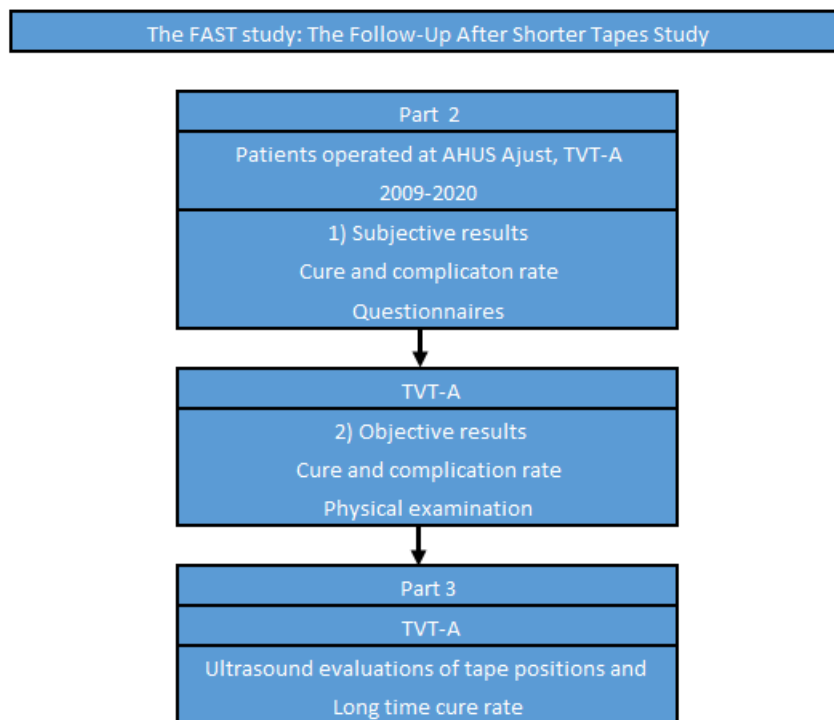 The FAST study: The Follow-Up After Shorter Tapes Study
Part 2
Patients operated at AHUS Ajust, TVT-A
2009-2020
1) Subjective results
Cure and complicaton rate
Questionnaires
TVT-A
2) Objective results
Cure and complication rate
Physical examination
Part 3
TVT-A
Ultrasound evaluations of tape positions and
Long time cure rate